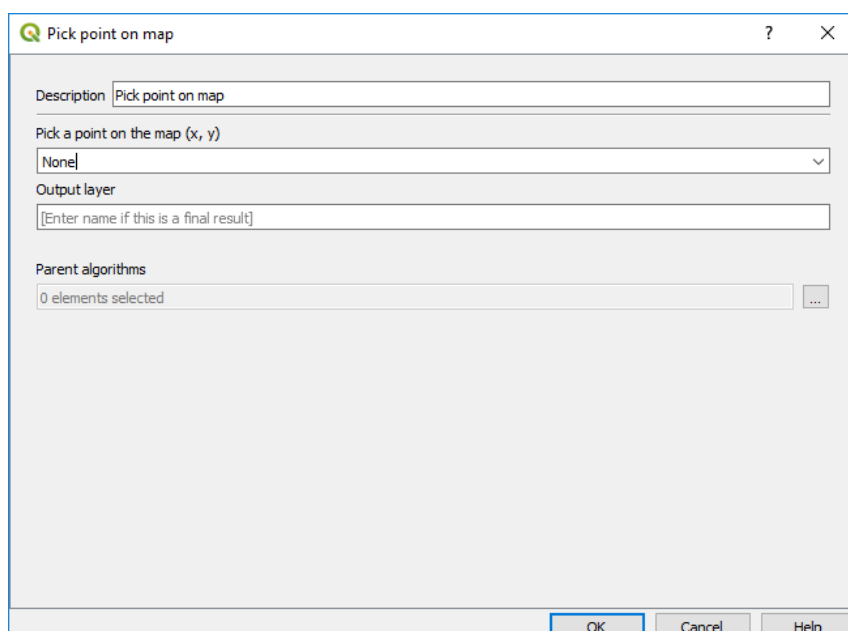 Pick point on map
Description Pick point on map
Pick a point on the map (x, y)
None
Output layer
[Enter name if this is a final result]
Parent algorithms
0 elements selected
...
OK Cancel Help